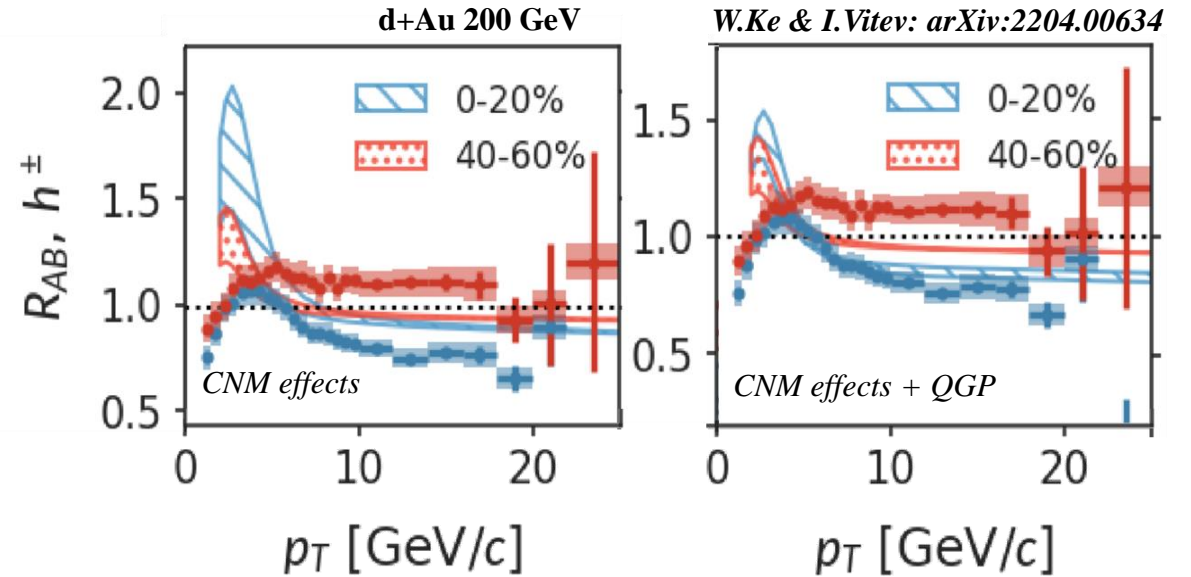 d+Au 200 GeV
W.Ke & I.Vitev: arXiv:2204.00634
R_AB, h^±
2.0
1.5
1.0
0.5
0-20%
40-60%
CNM effects
0
10
20
p_T [GeV/c]
1.5
1.0
0.5
0-20%
40-60%
CNM effects + QGP
0
10
20
p_T [GeV/c]